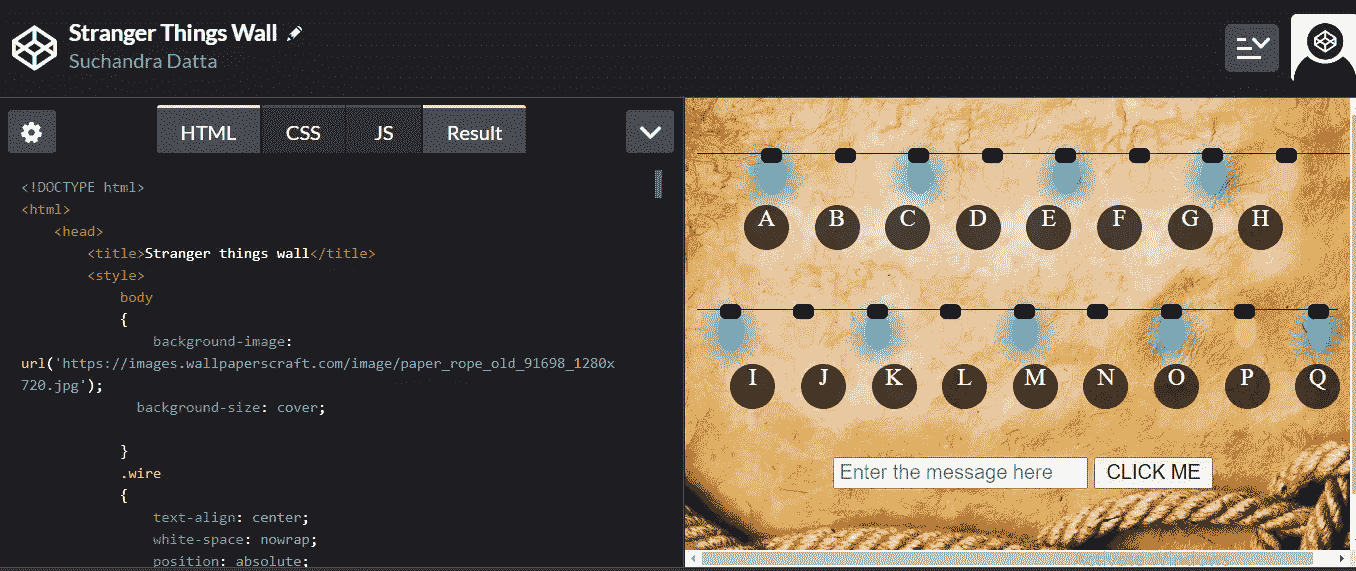 Stranger Things Wall
Suchandra Datta
HTML CSS JS Result
<!DOCTYPE html>
<html>
<head>
<title>Stranger things wall</title>
<style>
body
{
background-image:
url('https://images.wallpaperscraft.com/image/paper_rope_old_91698_1280x
720.jpg');
background-size: cover;
}
.wire
{
text-align: center;
white-space: nowrap;
position: absolute;
A B C D E F G H
I J K L M N O P Q
Enter the message here CLICK ME